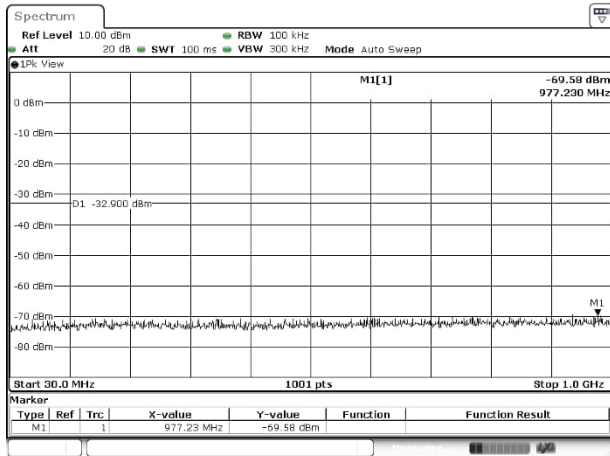 Spectrum
Ref Level 10.00 dBm RBW 100 kHz
Att 20 dB SWT 100 ms VBW 300 kHz Mode Auto Sweep
1Pk View
M1[1] -69.58 dBm
977.230 MHz
0 dBm
-10 dBm
-20 dBm
-30 dBm
D1 -32.900 dBm
-40 dBm
-50 dBm
-60 dBm
M1
-70 dBm
-80 dBm
Start 30.0 MHz 1001 pts Stop 1.0 GHz
Marker
Type Ref Trc X-value Y-value Function Function Result
M1 1 977.23 MHz -69.58 dBm